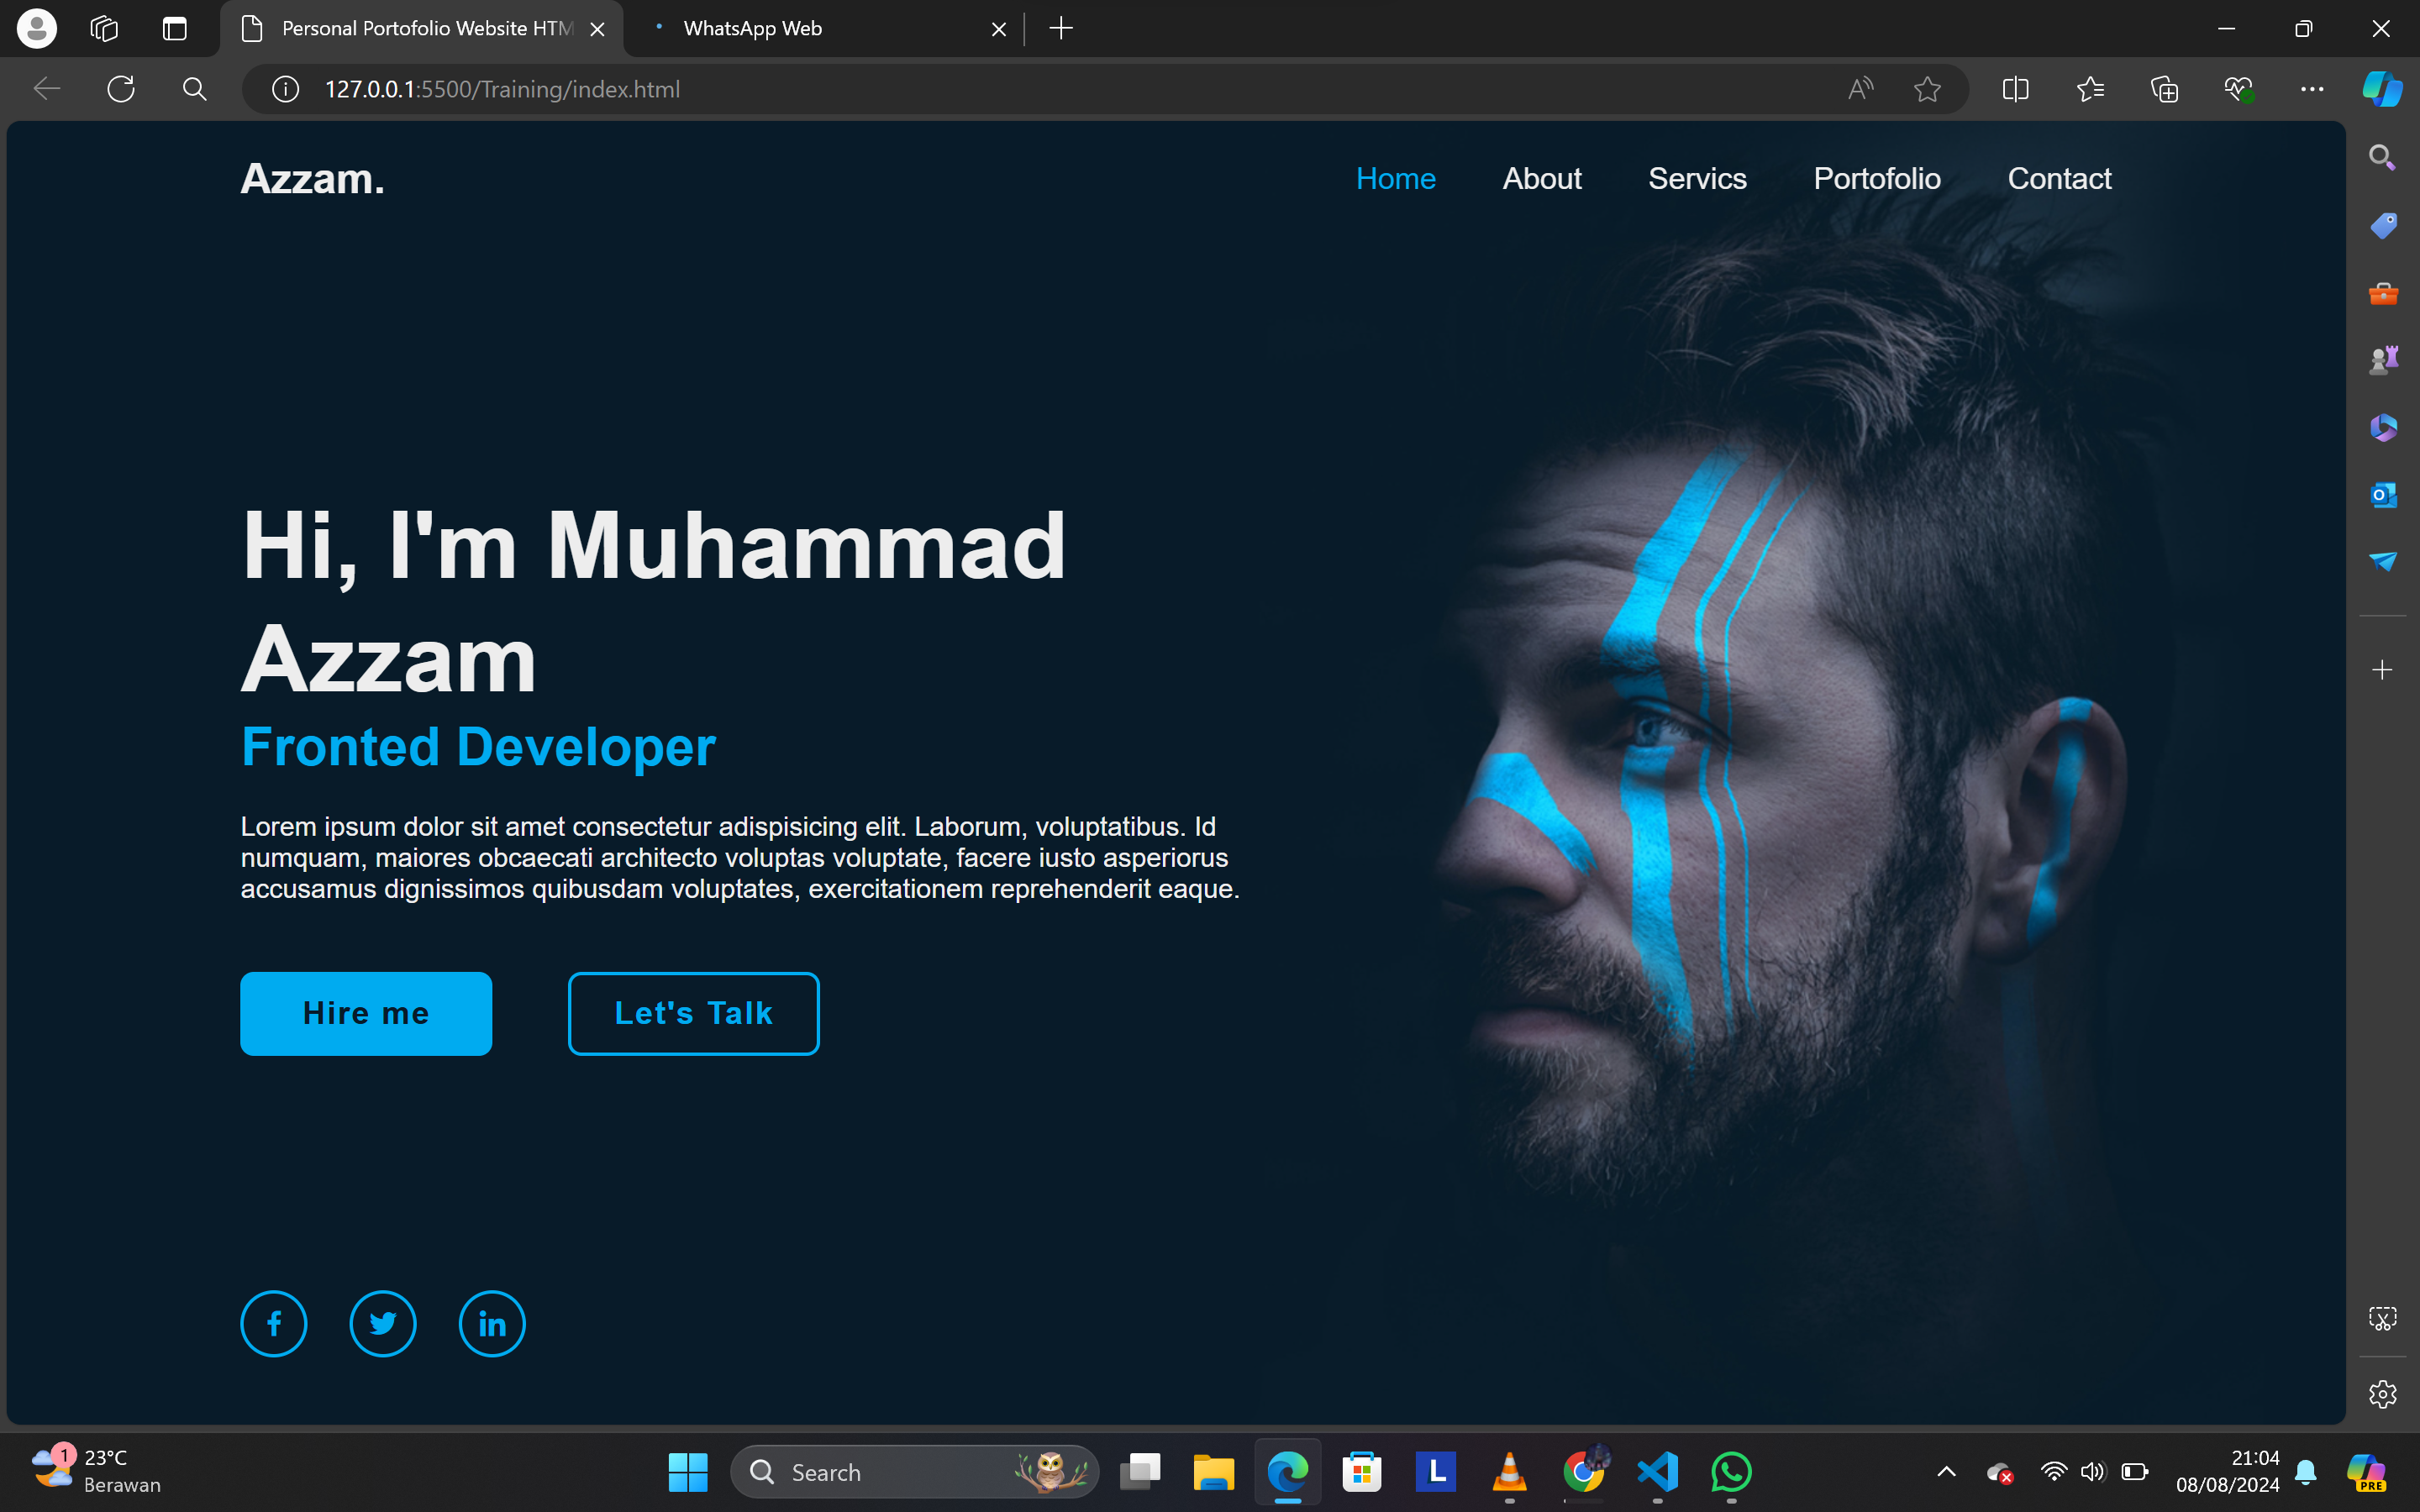 Personal Portofolio Website HTM
WhatsApp Web
127.0.0.1:5500/Training/index.html
Azzam.
Home
About
Servics
Portofolio
Contact
Hi, I'm Muhammad
Azzam
Fronted Developer
Lorem ipsum dolor sit amet consectetur adispisicing elit. Laborum, voluptatibus. Id
numquam, maiores obcaecati architecto voluptas voluptate, facere iusto asperiorus
accusamus dignissimos quibusdam voluptates, exercitationem reprehenderit eaque.
Hire me
Let's Talk
1
23°C
Berawan
Search
L
21:04
08/08/2024
PRE